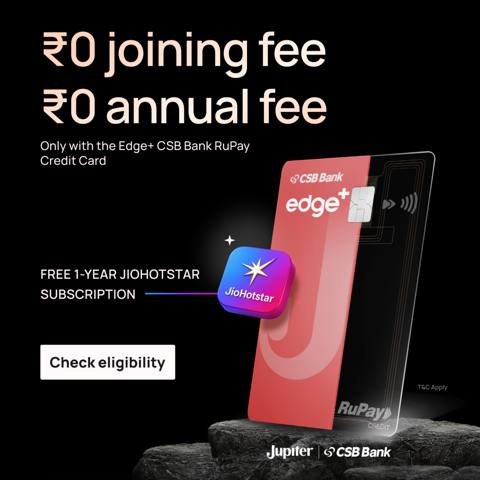 ₹0 joining fee
₹0 annual fee
Only with the Edge+ CSB Bank RuPay
Credit Card
CSB Bank
edge+
FREE 1-YEAR JIOHOTSTAR
SUBSCRIPTION
JioHotstar
Check eligibility
T&C Apply
RuPay
CREDIT
Jupiter | CSB Bank